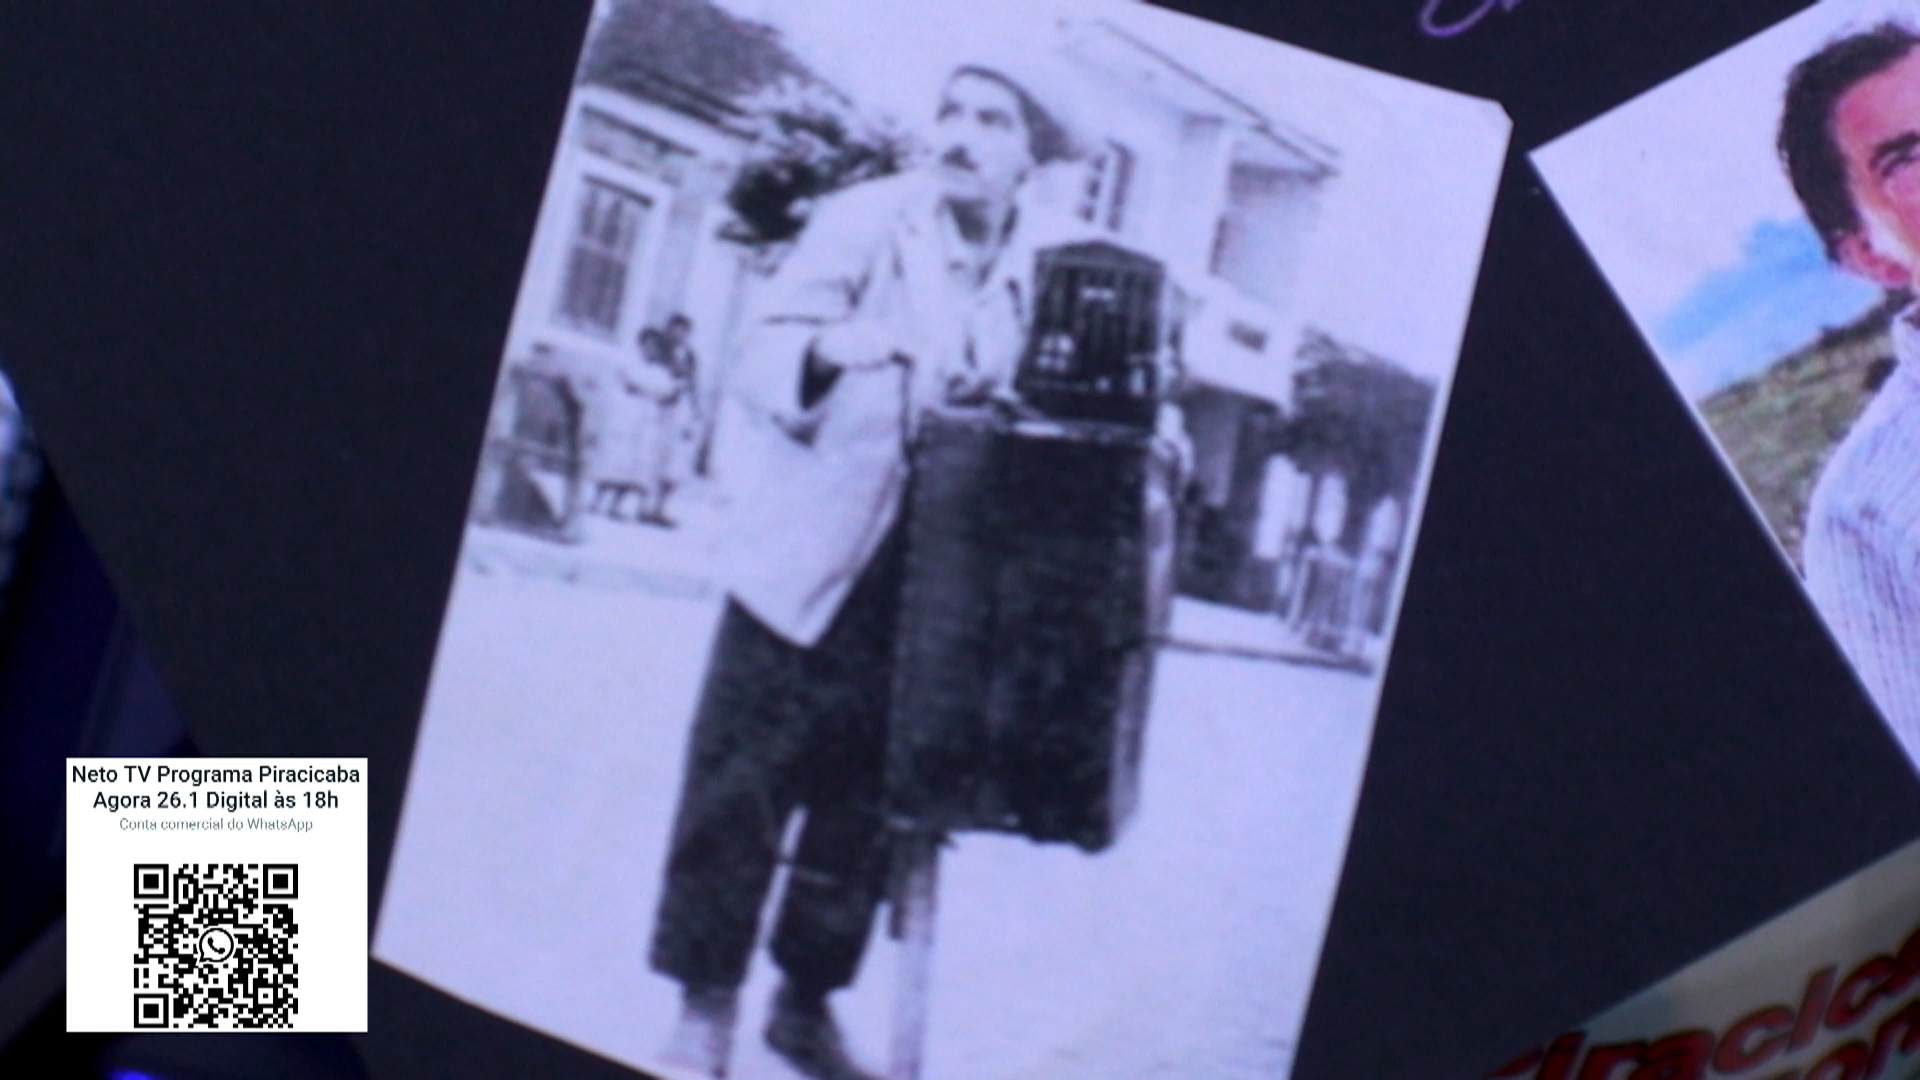 Neto TV Programa Piracicaba
Agora 26.1 Digital às 18h
Conta comercial do WhatsApp